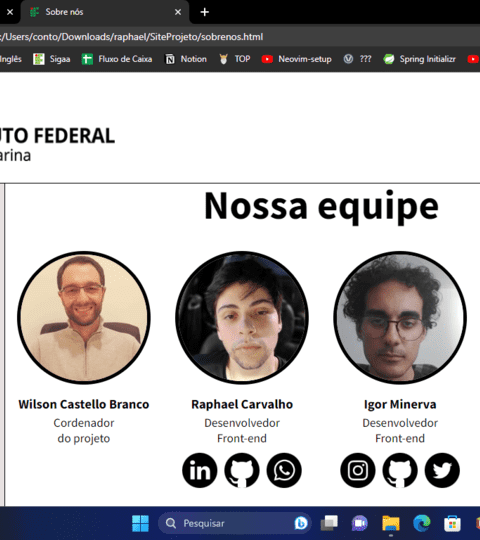 Sobre nós
:/Users/conto/Downloads/raphael/SiteProjeto/sobrenos.html
Inglês Sigaa Fluxo de Caixa Notion TOP Neovim-setup ??? Spring Initializr
UTO FEDERAL
arina
Nossa equipe
Wilson Castello Branco
Cordenador
do projeto
Raphael Carvalho
Desenvolvedor
Front-end
Igor Minerva
Desenvolvedor
Front-end
in
Pesquisar